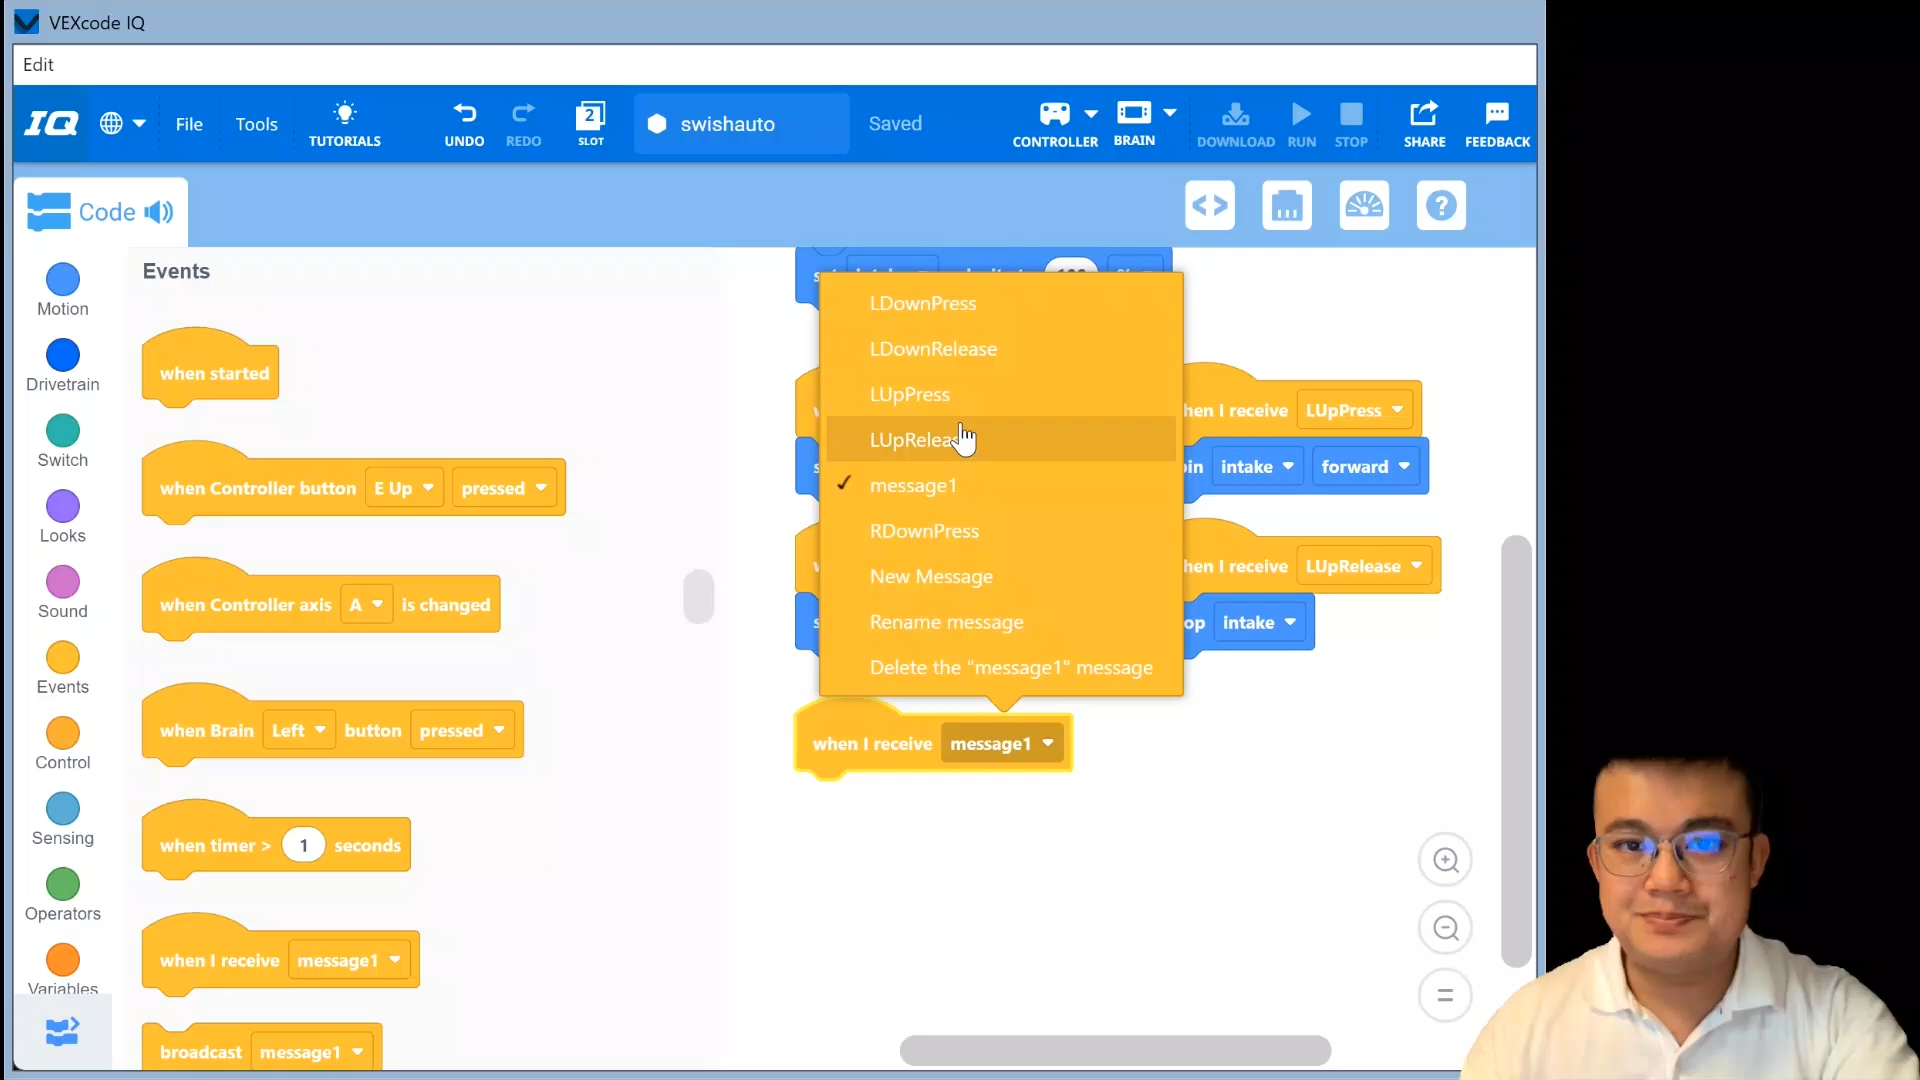 VEXcode IQ
Edit
IQ
File
Tools
TUTORIALS
UNDO
REDO
2
SLOT
swishauto
Saved
CONTROLLER
BRAIN
DOWNLOAD
RUN
STOP
SHARE
FEEDBACK
Code
Motion
Drivetrain
Switch
Looks
Sound
Events
Control
Sensing
Operators
Variables
Events
when started
when Controller button E Up pressed
when Controller axis A is changed
when Brain Left button pressed
when timer > 1 seconds
when I receive message1
broadcast message1
LDownPress
LDownRelease
LUpPress
message1
RDownPress
New Message
Rename message
Delete the "message1" message
when I receive message1
I receive LUpPress
intake forward
I receive LUpRelease
intake